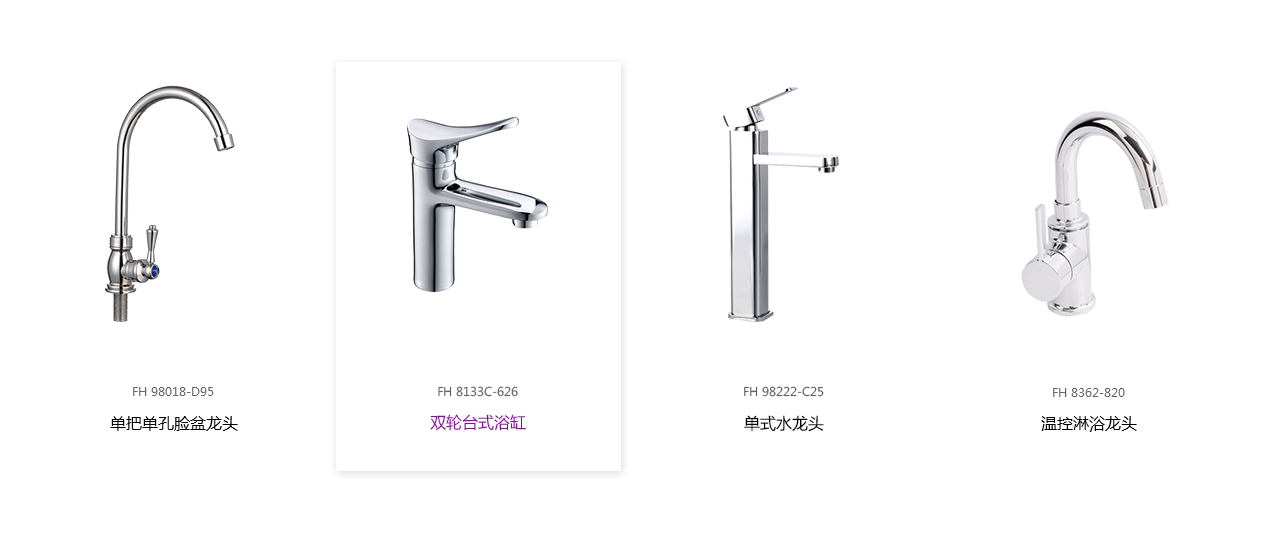 FH 98018-D95
单把单孔脸盆龙头
FH 8133C-626
双轮台式浴缸
FH 98222-C25
单式水龙头
FH 8362-820
温控淋浴龙头